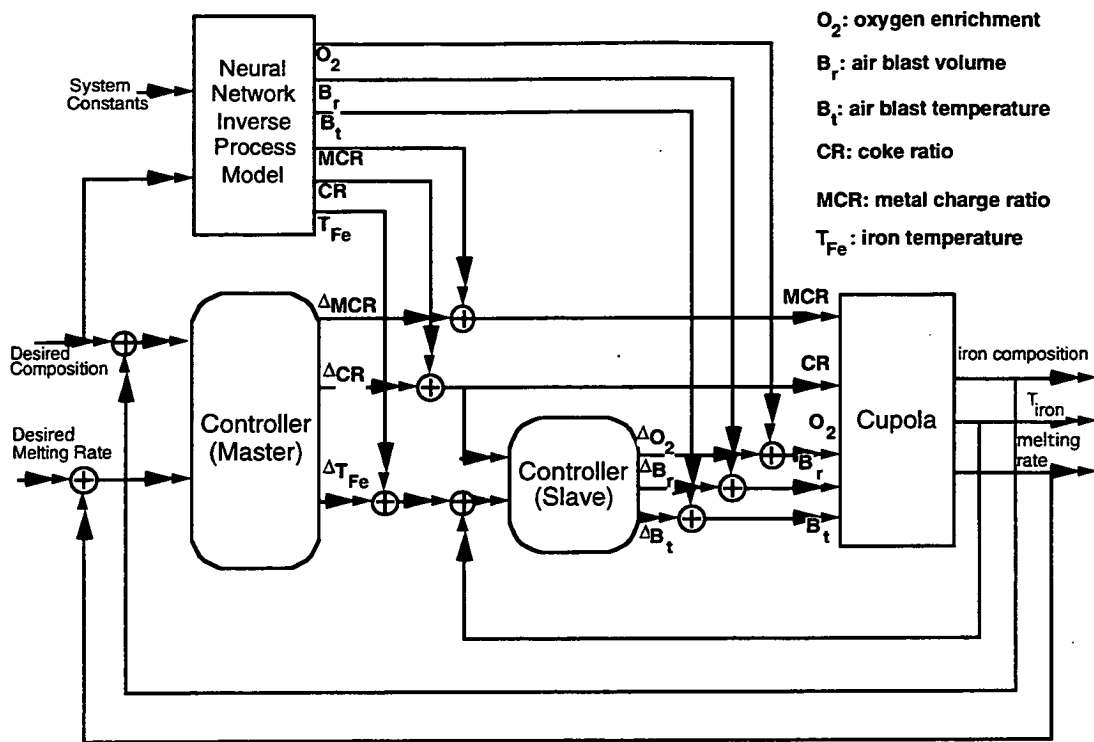 O2: oxygen enrichment
Br: air blast volume
Bt: air blast temperature
CR: coke ratio
MCR: metal charge ratio
TFe: iron temperature
System
Constants
Neural
Network
Inverse
Process
Model
O2
Br
Bt
MCR
CR
TFe
Desired
Composition
Desired
Melting Rate
Controller
(Master)
ΔMCR
ΔCR
ΔTFe
Controller
(Slave)
ΔO2
ΔBr
ΔBt
MCR
CR
O2
Br
Bt
Cupola
iron composition
Tiron
melting
rate